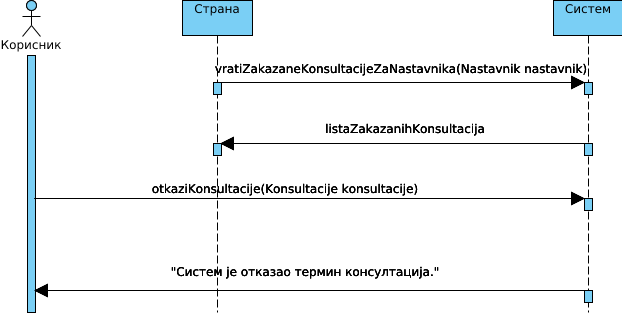 Страна
Систем
Корисник
vratiZakazaneKonsultacijeZaNastavnika(Nastavnik nastavnik)
listaZakazanihKonsultacija
otkaziKonsultacije(Konsultacije konsultacije)
"Систем је отказао термин консултација."